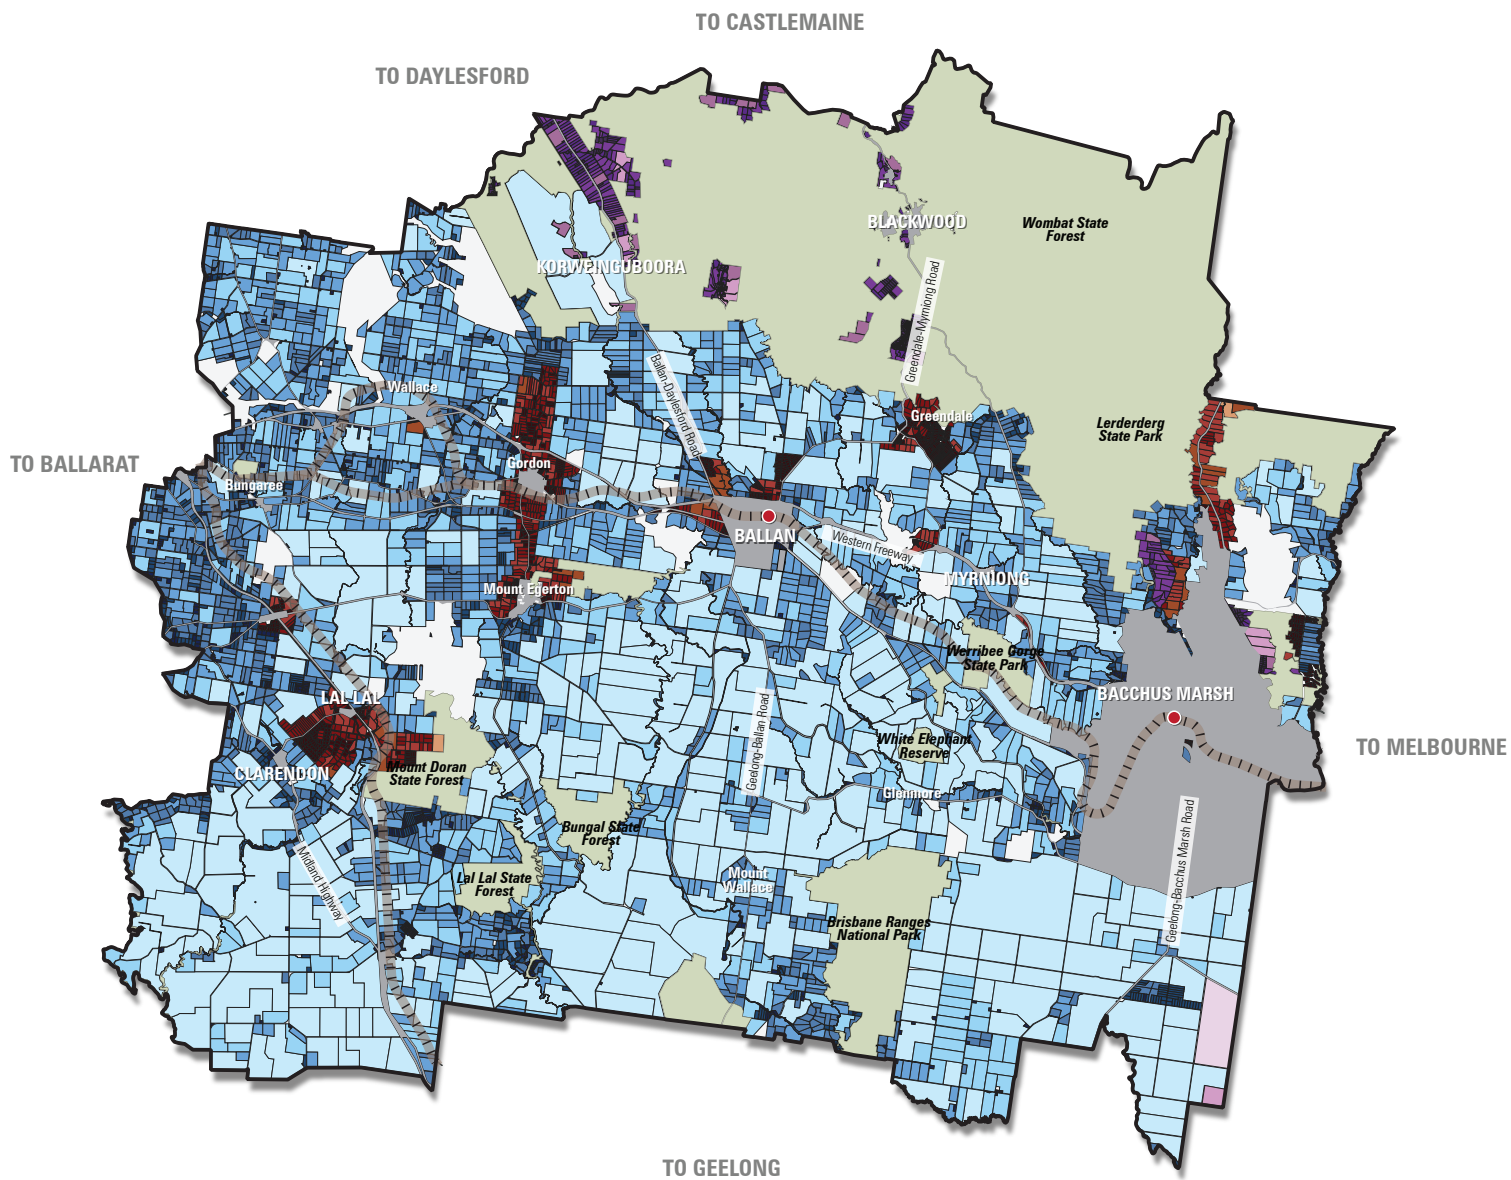 TO CASTLEMAINE
TO DAYLESFORD
BLACKWOOD
Wombat State
Forest
KORWEINGUBOORA
Greendale-Myrniong Road
Ballan-Daylesford Road
Wallace
Greendale
Lerderderg
State Park
TO BALLARAT
Gordon
Bungaree
BALLAN
Western Freeway
MYRNIONG
Mount Egerton
Werribee Gorge
State Park
LAL LAL
BACCHUS MARSH
Geelong-Ballan Road
White Elephant
Reserve
TO MELBOURNE
CLARENDON
Mount Doran
State Forest
Glenmore
Geelong-Bacchus Marsh Road
Bungal State
Forest
Midland Highway
Lal Lal State
Forest
Mount
Wallace
Brisbane Ranges
National Park
TO GEELONG